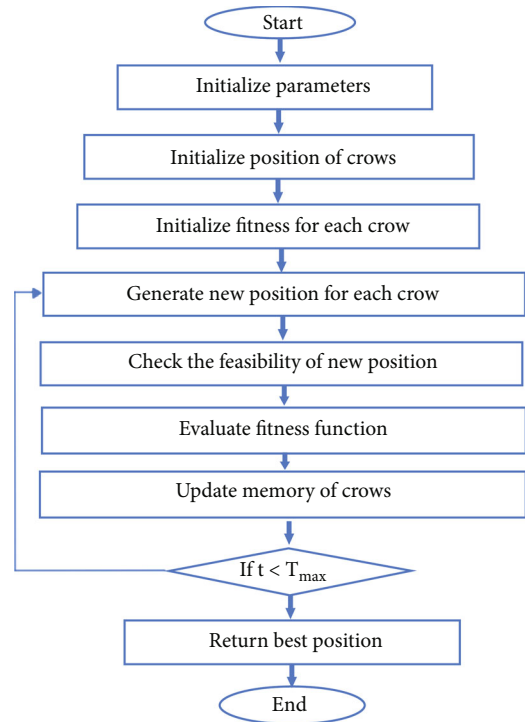 Start
Initialize parameters
Initialize position of crows
Initialize fitness for each crow
Generate new position for each crow
Check the feasibility of new position
Evaluate fitness function
Update memory of crows
If t < Tmax
Return best position
End